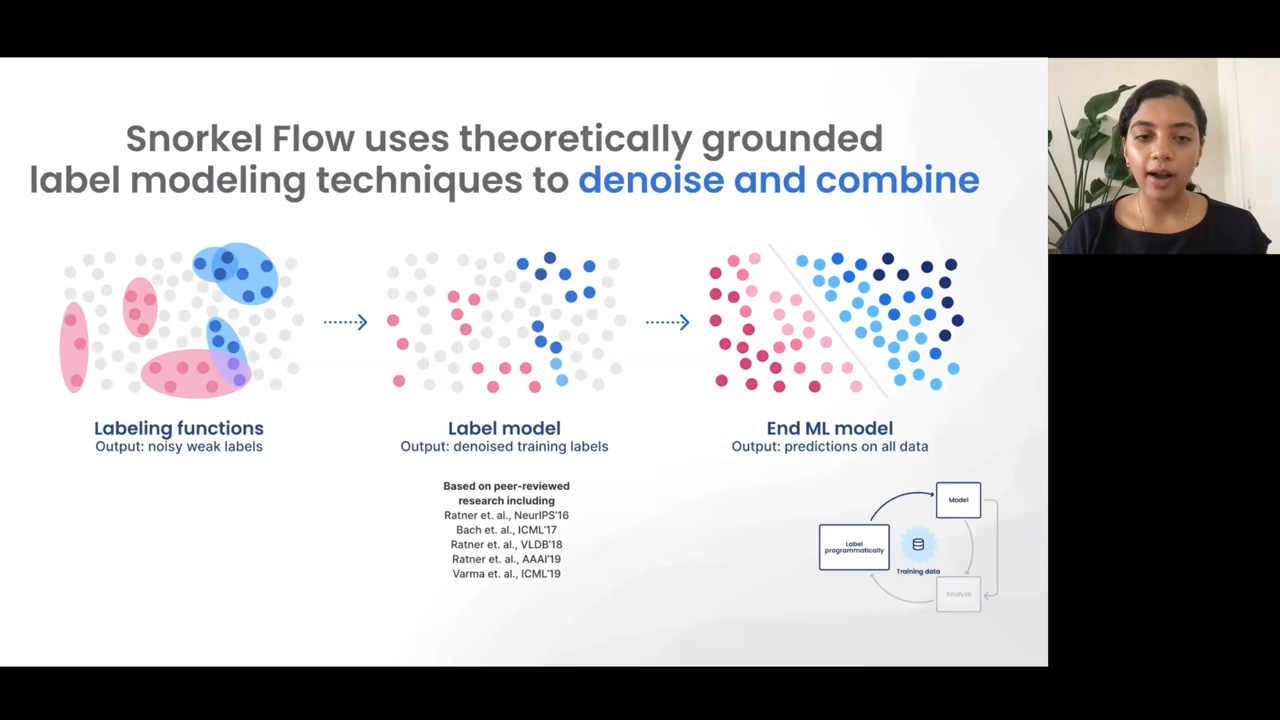 Snorkel Flow uses theoretically grounded
label modeling techniques to denoise and combine
Labeling functions
Output: noisy weak labels
Label model
Output: denoised training labels
End ML model
Output: predictions on all data
Based on peer-reviewed
research including
Ratner et. al., NeurIPS'16
Bach et. al., ICML'17
Ratner et. al., VLDB'18
Ratner et. al., AAAI'19
Varma et. al., ICML'19
Model
Label
programmatically
Training data
Analyze